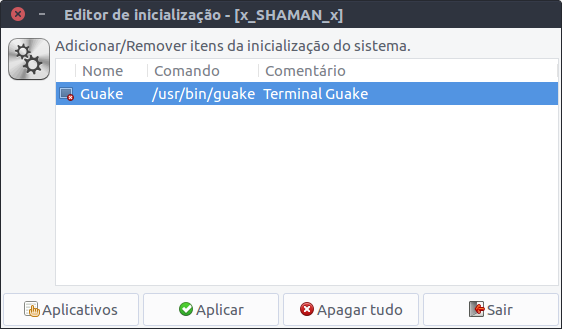 Editor de inicialização - [x_SHAMAN_x]
Adicionar/Remover itens da inicialização do sistema.
Nome Comando Comentário
Guake /usr/bin/guake Terminal Guake
Aplicativos Aplicar Apagar tudo Sair